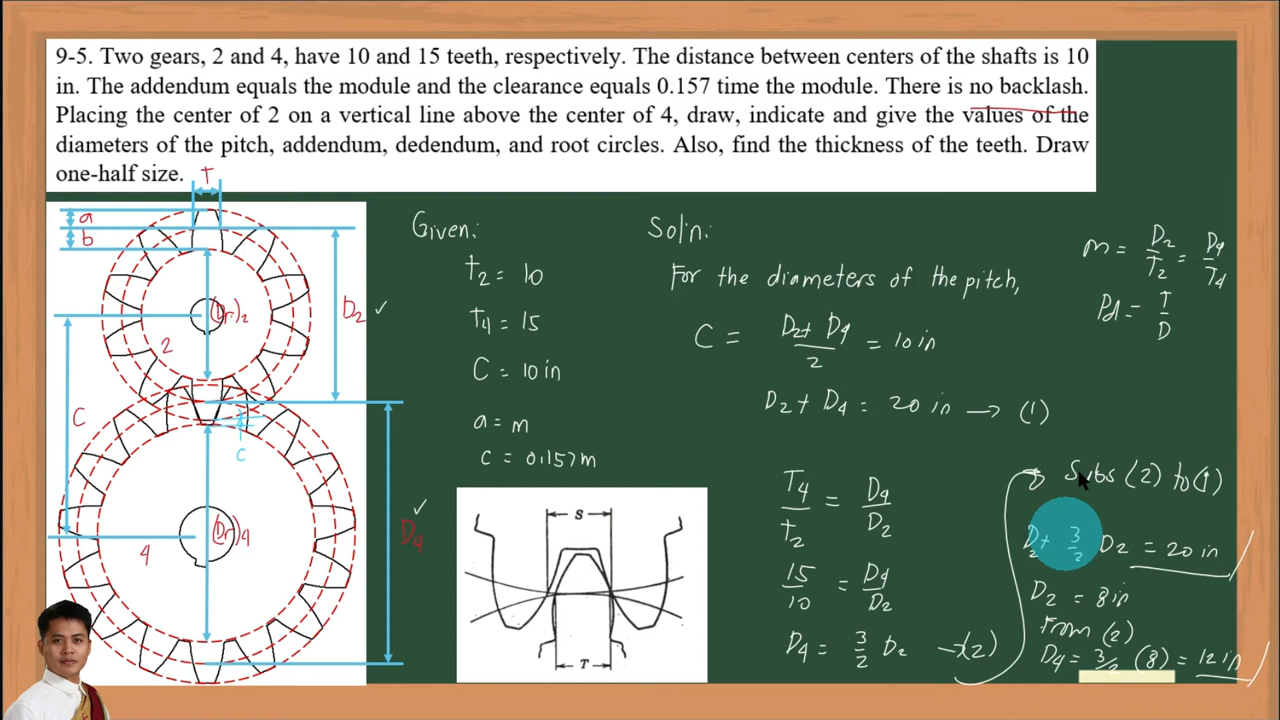 9-5. Two gears, 2 and 4, have 10 and 15 teeth, respectively. The distance between centers of the shafts is 10
in. The addendum equals the module and the clearance equals 0.157 time the module. There is no backlash.
Placing the center of 2 on a vertical line above the center of 4, draw, indicate and give the values of the
diameters of the pitch, addendum, dedendum, and root circles. Also, find the thickness of the teeth. Draw
one-half size.
T
a
b
(Dr)2
D2 ✓
2
C
c
(Dr)4
4
✓
D4
Given:
t2 = 10
t4 = 15
C = 10 in
a = m
c = 0.157 m
S
T
Sol'n:
For the diameters of the pitch,
C = D2 + D4 / 2 = 10 in
D2 + D4 = 20 in → (1)
T4 / t2 = D4 / D2
15 / 10 = D4 / D2
D4 = 3/2 D2 → (2)
m = D2 / T2 = D4 / T4
Pd = T / D
Subs (2) to (1)
D2 + 3/2 D2 = 20 in
D2 = 8 in
From (2)
D4 = 3/2 (8) = 12 in